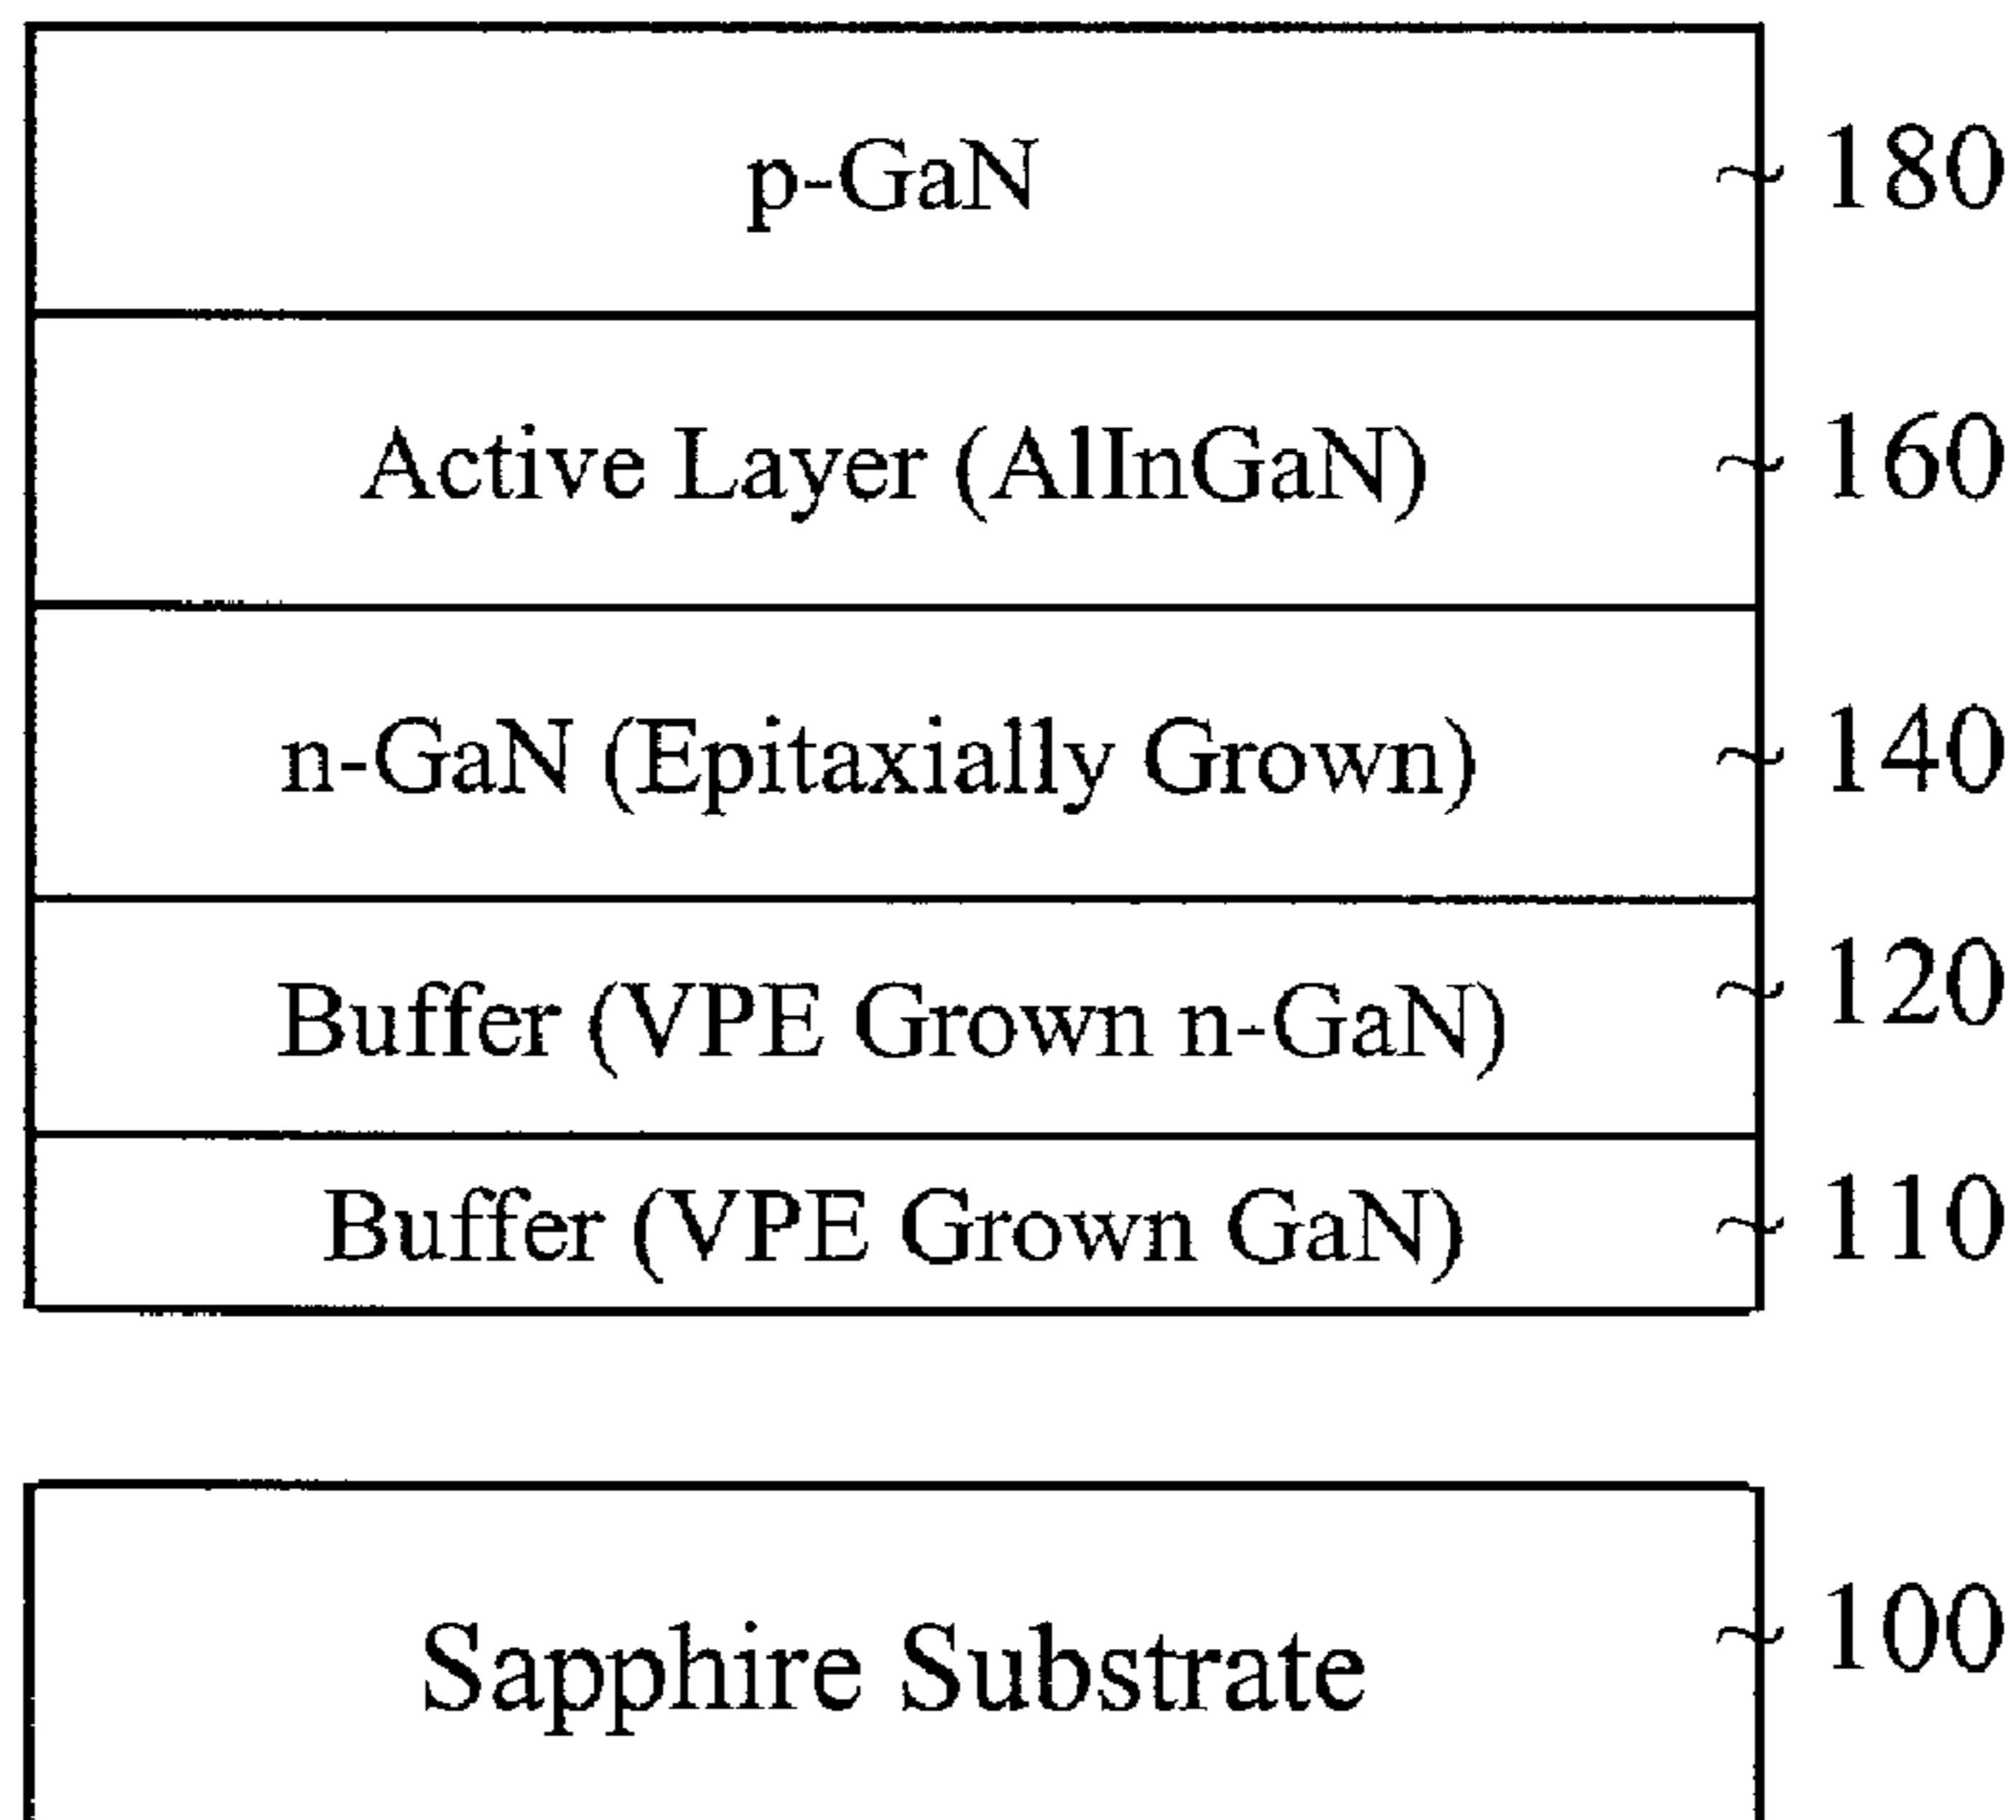 p-GaN ~ 180
Active Layer (AlInGaN) ~ 160
n-GaN (Epitaxially Grown) ~ 140
Buffer (VPE Grown n-GaN) ~ 120
Buffer (VPE Grown GaN) ~ 110
Sapphire Substrate ~ 100